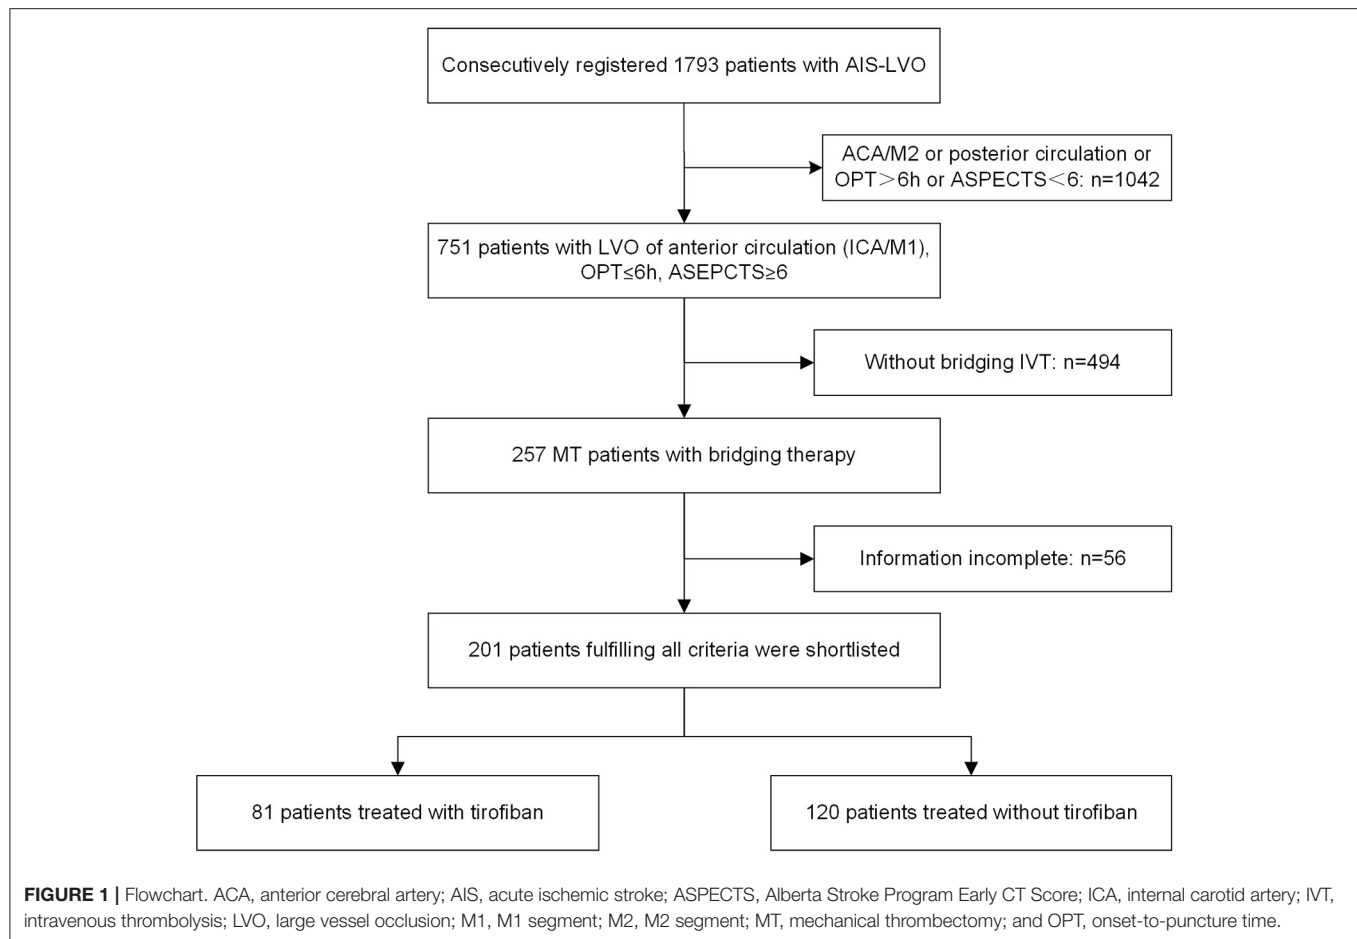 Consecutively registered 1793 patients with AIS-LVO
ACA/M2 or posterior circulation or
OPT＞6h or ASPECTS＜6: n=1042
751 patients with LVO of anterior circulation (ICA/M1),
OPT≤6h, ASEPCTS≥6
Without bridging IVT: n=494
257 MT patients with bridging therapy
Information incomplete: n=56
201 patients fulfilling all criteria were shortlisted
81 patients treated with tirofiban
120 patients treated without tirofiban
FIGURE 1 | Flowchart. ACA, anterior cerebral artery; AIS, acute ischemic stroke; ASPECTS, Alberta Stroke Program Early CT Score; ICA, internal carotid artery; IVT,
intravenous thrombolysis; LVO, large vessel occlusion; M1, M1 segment; M2, M2 segment; MT, mechanical thrombectomy; and OPT, onset-to-puncture time.